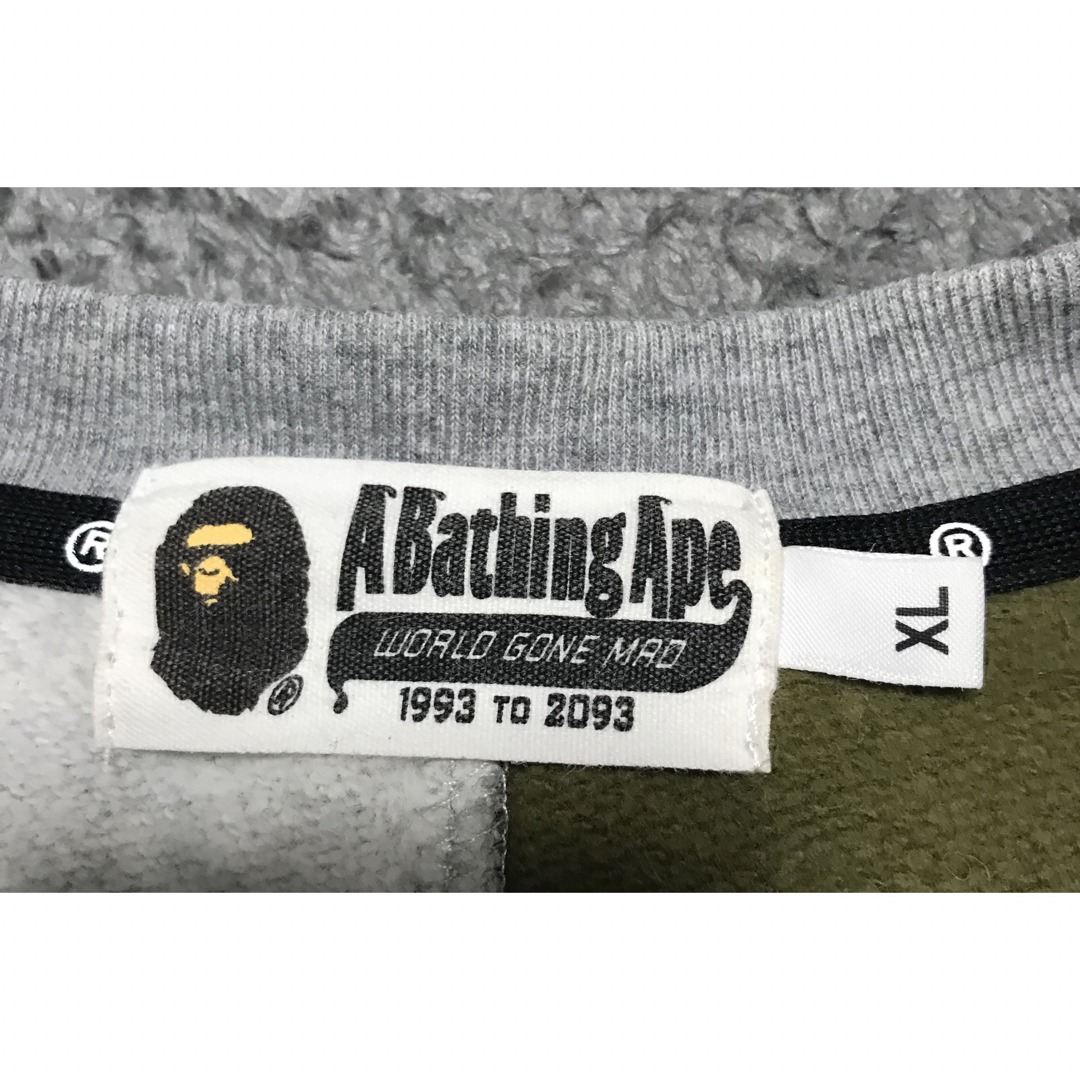 A Bathing Ape
WORLD GONE MAD
1993 TO 2093
®
XL
®
®